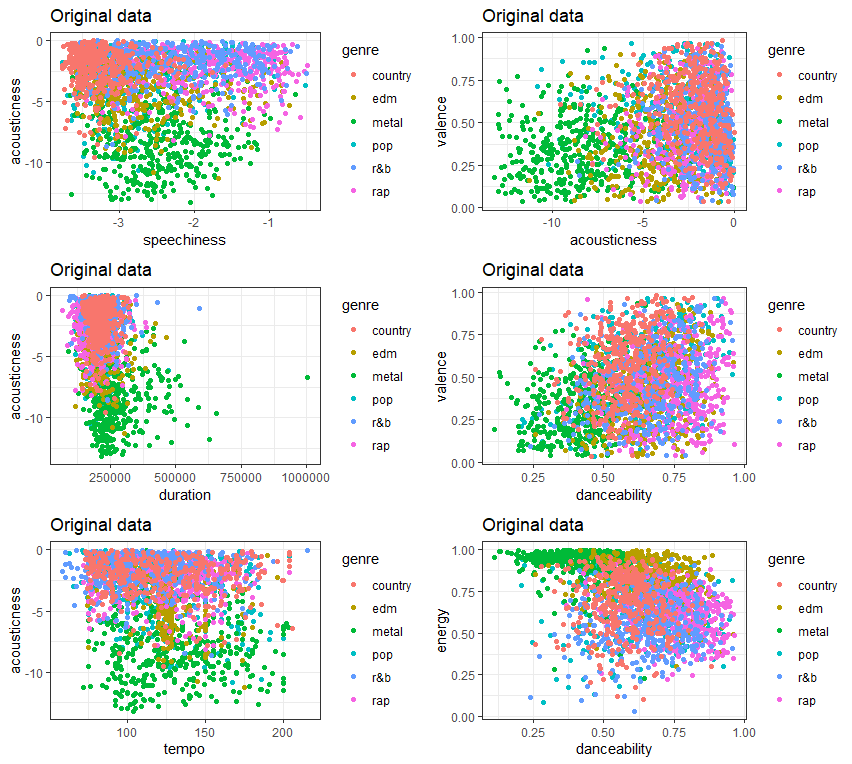 Original data
acousticness
0
-5
-10
-3
-2
-1
speechiness
genre
country
edm
metal
pop
r&b
rap
Original data
valence
1.00
0.75
0.50
0.25
0.00
-10
-5
0
acousticness
genre
country
edm
metal
pop
r&b
rap
Original data
acousticness
0
-5
-10
250000
500000
750000
1000000
duration
genre
country
edm
metal
pop
r&b
rap
Original data
valence
1.00
0.75
0.50
0.25
0.00
0.25
0.50
0.75
1.00
danceability
genre
country
edm
metal
pop
r&b
rap
Original data
acousticness
0
-5
-10
100
150
200
tempo
genre
country
edm
metal
pop
r&b
rap
Original data
energy
1.00
0.75
0.50
0.25
0.00
0.25
0.50
0.75
1.00
danceability
genre
country
edm
metal
pop
r&b
rap